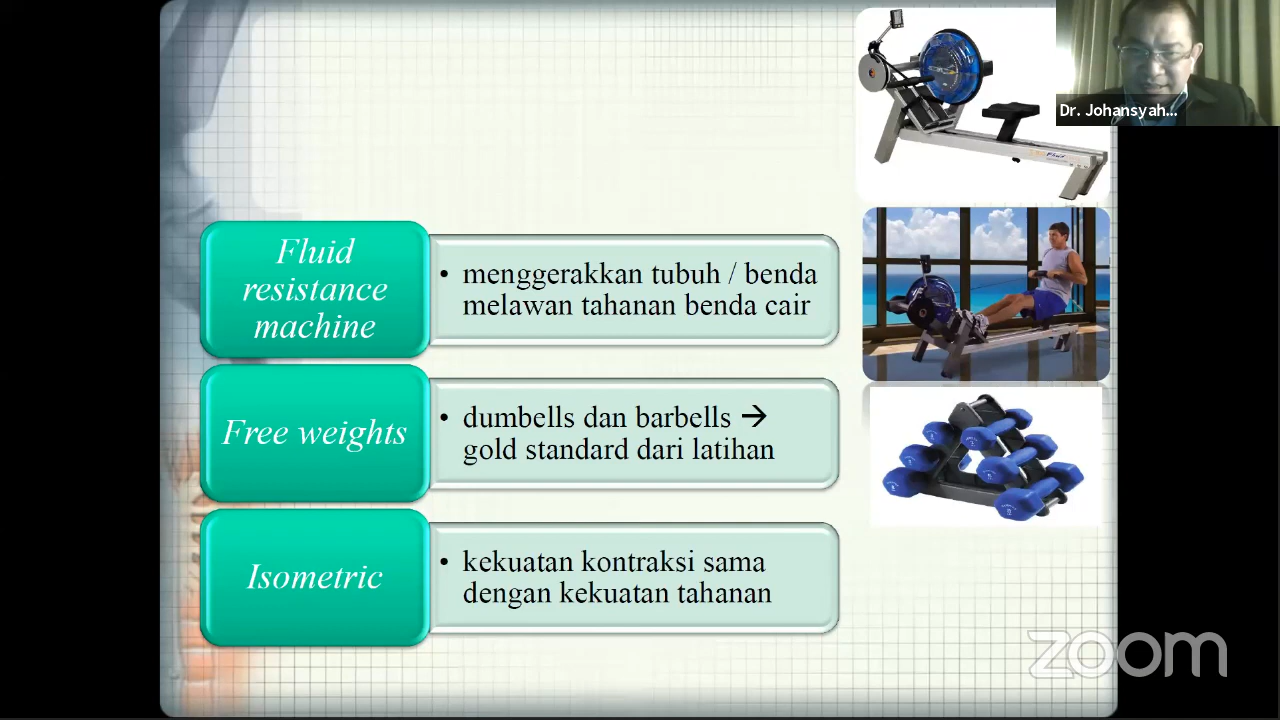 Dr. Johansyah...
Fluid
resistance
machine
• menggerakkan tubuh / benda
melawan tahanan benda cair
Free weights
• dumbells dan barbells →
gold standard dari latihan
Isometric
• kekuatan kontraksi sama
dengan kekuatan tahanan
zoom